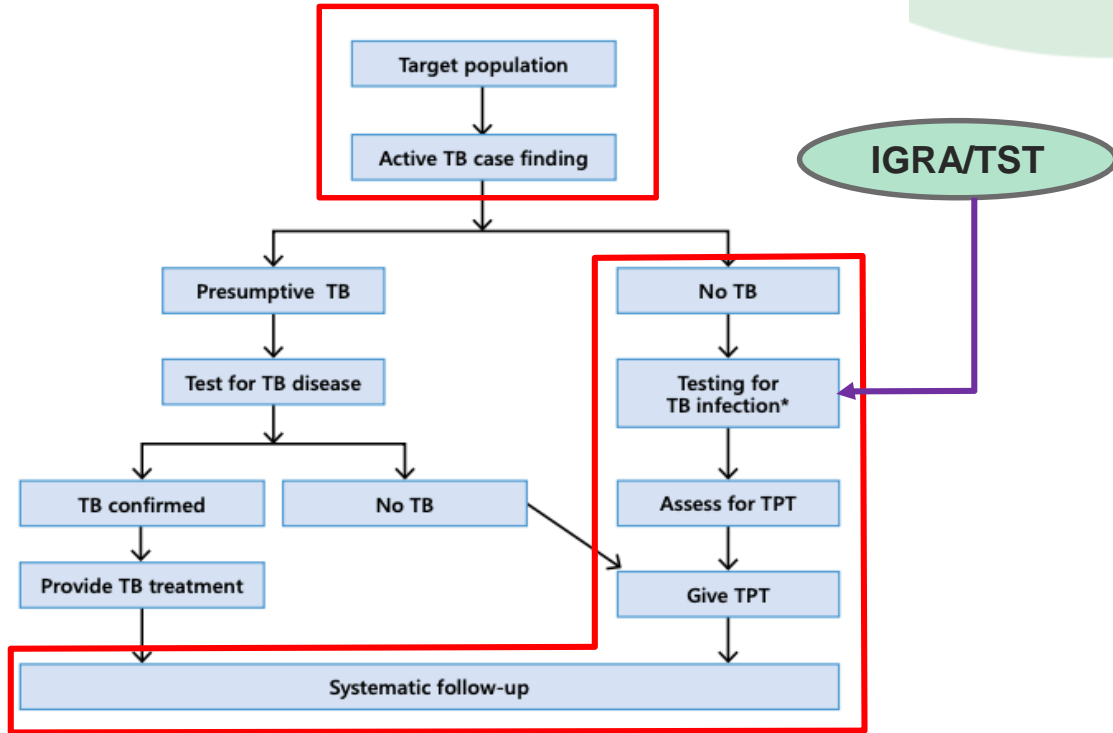 Target population
Active TB case finding
IGRA/TST
Presumptive TB
No TB
Test for TB disease
Testing for
TB infection*
TB confirmed
No TB
Assess for TPT
Provide TB treatment
Give TPT
Systematic follow-up